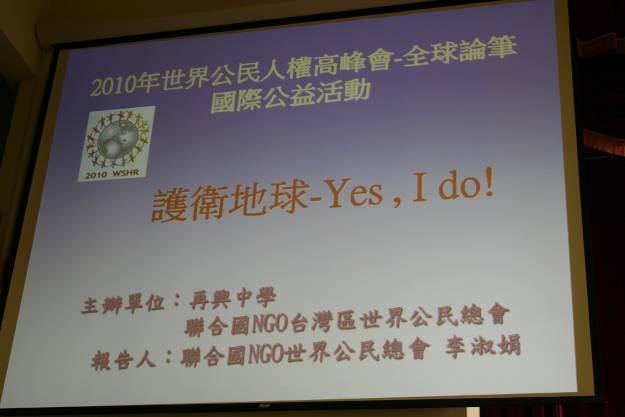 2010年世界公民人權高峰會-全球論筆
國際公益活動
2010 WSHR
護衛地球-Yes , I do!
主辦單位：再興中學
聯合國NGO台灣區世界公民總會
報告人：聯合國NGO世界公民總會 李淑娟